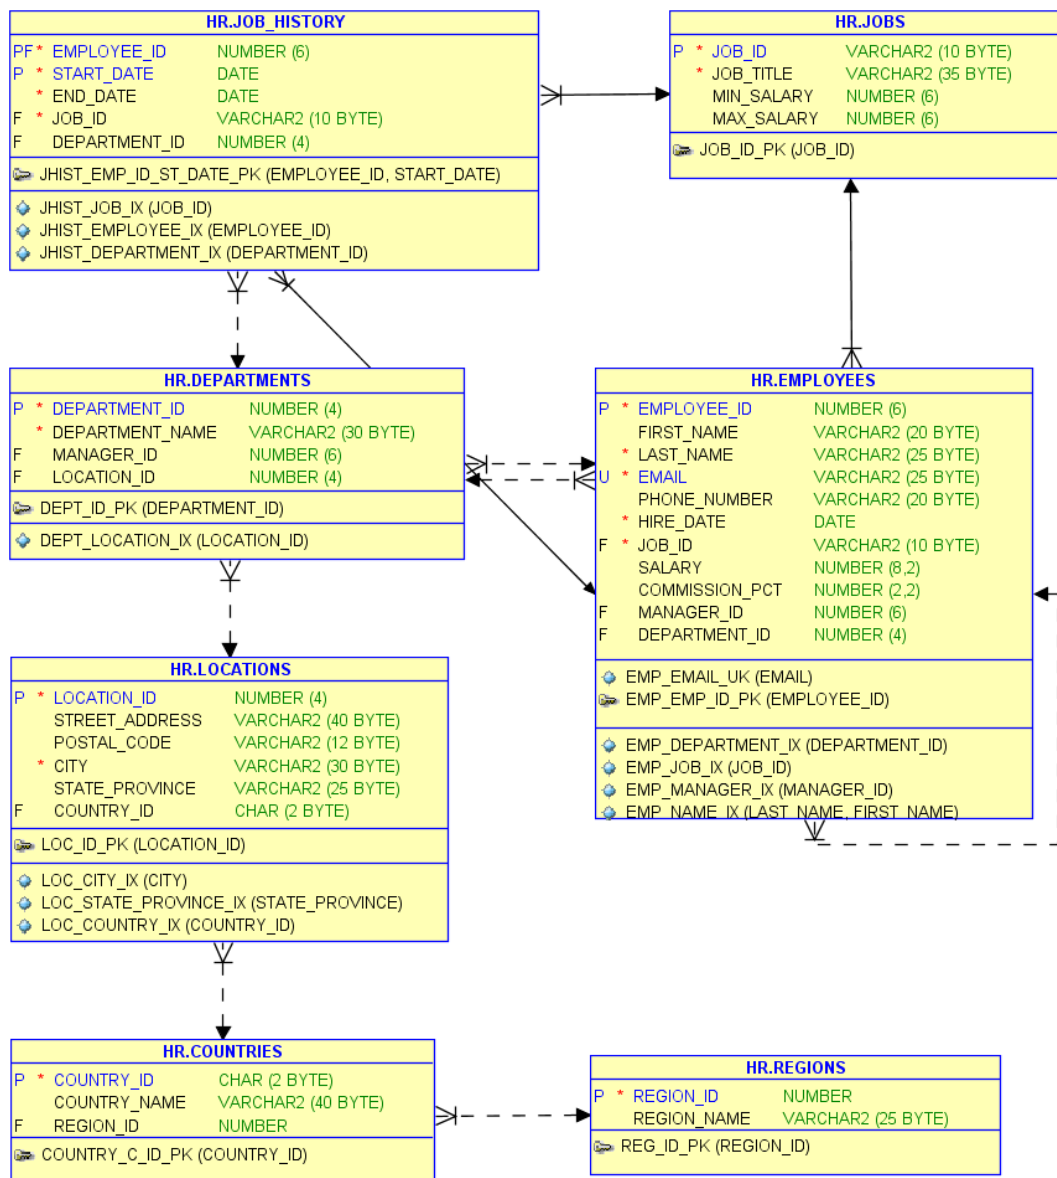 HR.JOB_HISTORY
PF * EMPLOYEE_ID NUMBER (6)
P * START_DATE DATE
* END_DATE DATE
F * JOB_ID VARCHAR2 (10 BYTE)
F DEPARTMENT_ID NUMBER (4)
JHIST_EMP_ID_ST_DATE_PK (EMPLOYEE_ID, START_DATE)
JHIST_JOB_IX (JOB_ID)
JHIST_EMPLOYEE_IX (EMPLOYEE_ID)
JHIST_DEPARTMENT_IX (DEPARTMENT_ID)
HR.JOBS
P * JOB_ID VARCHAR2 (10 BYTE)
* JOB_TITLE VARCHAR2 (35 BYTE)
MIN_SALARY NUMBER (6)
MAX_SALARY NUMBER (6)
JOB_ID_PK (JOB_ID)
HR.DEPARTMENTS
P * DEPARTMENT_ID NUMBER (4)
* DEPARTMENT_NAME VARCHAR2 (30 BYTE)
F MANAGER_ID NUMBER (6)
F LOCATION_ID NUMBER (4)
DEPT_ID_PK (DEPARTMENT_ID)
DEPT_LOCATION_IX (LOCATION_ID)
HR.EMPLOYEES
P * EMPLOYEE_ID NUMBER (6)
FIRST_NAME VARCHAR2 (20 BYTE)
* LAST_NAME VARCHAR2 (25 BYTE)
U * EMAIL VARCHAR2 (25 BYTE)
PHONE_NUMBER VARCHAR2 (20 BYTE)
* HIRE_DATE DATE
F * JOB_ID VARCHAR2 (10 BYTE)
SALARY NUMBER (8,2)
COMMISSION_PCT NUMBER (2,2)
F MANAGER_ID NUMBER (6)
F DEPARTMENT_ID NUMBER (4)
EMP_EMAIL_UK (EMAIL)
EMP_EMP_ID_PK (EMPLOYEE_ID)
EMP_DEPARTMENT_IX (DEPARTMENT_ID)
EMP_JOB_IX (JOB_ID)
EMP_MANAGER_IX (MANAGER_ID)
EMP_NAME_IX (LAST_NAME, FIRST_NAME)
HR.LOCATIONS
P * LOCATION_ID NUMBER (4)
STREET_ADDRESS VARCHAR2 (40 BYTE)
POSTAL_CODE VARCHAR2 (12 BYTE)
* CITY VARCHAR2 (30 BYTE)
STATE_PROVINCE VARCHAR2 (25 BYTE)
F COUNTRY_ID CHAR (2 BYTE)
LOC_ID_PK (LOCATION_ID)
LOC_CITY_IX (CITY)
LOC_STATE_PROVINCE_IX (STATE_PROVINCE)
LOC_COUNTRY_IX (COUNTRY_ID)
HR.COUNTRIES
P * COUNTRY_ID CHAR (2 BYTE)
COUNTRY_NAME VARCHAR2 (40 BYTE)
F REGION_ID NUMBER
COUNTRY_C_ID_PK (COUNTRY_ID)
HR.REGIONS
P * REGION_ID NUMBER
REGION_NAME VARCHAR2 (25 BYTE)
REG_ID_PK (REGION_ID)